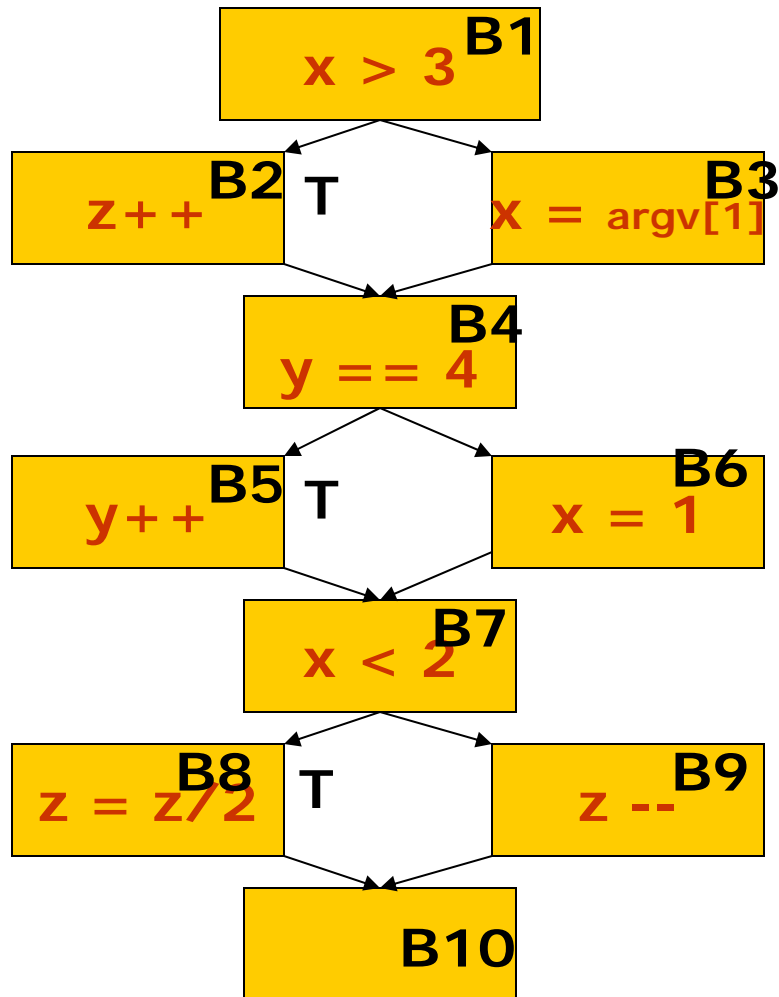 B1
x > 3
B2
z++
T
B3
x = argv[1]
B4
y == 4
B5
y++
T
B6
x = 1
B7
x < 2
B8
z = z/2
T
B9
z --
B10